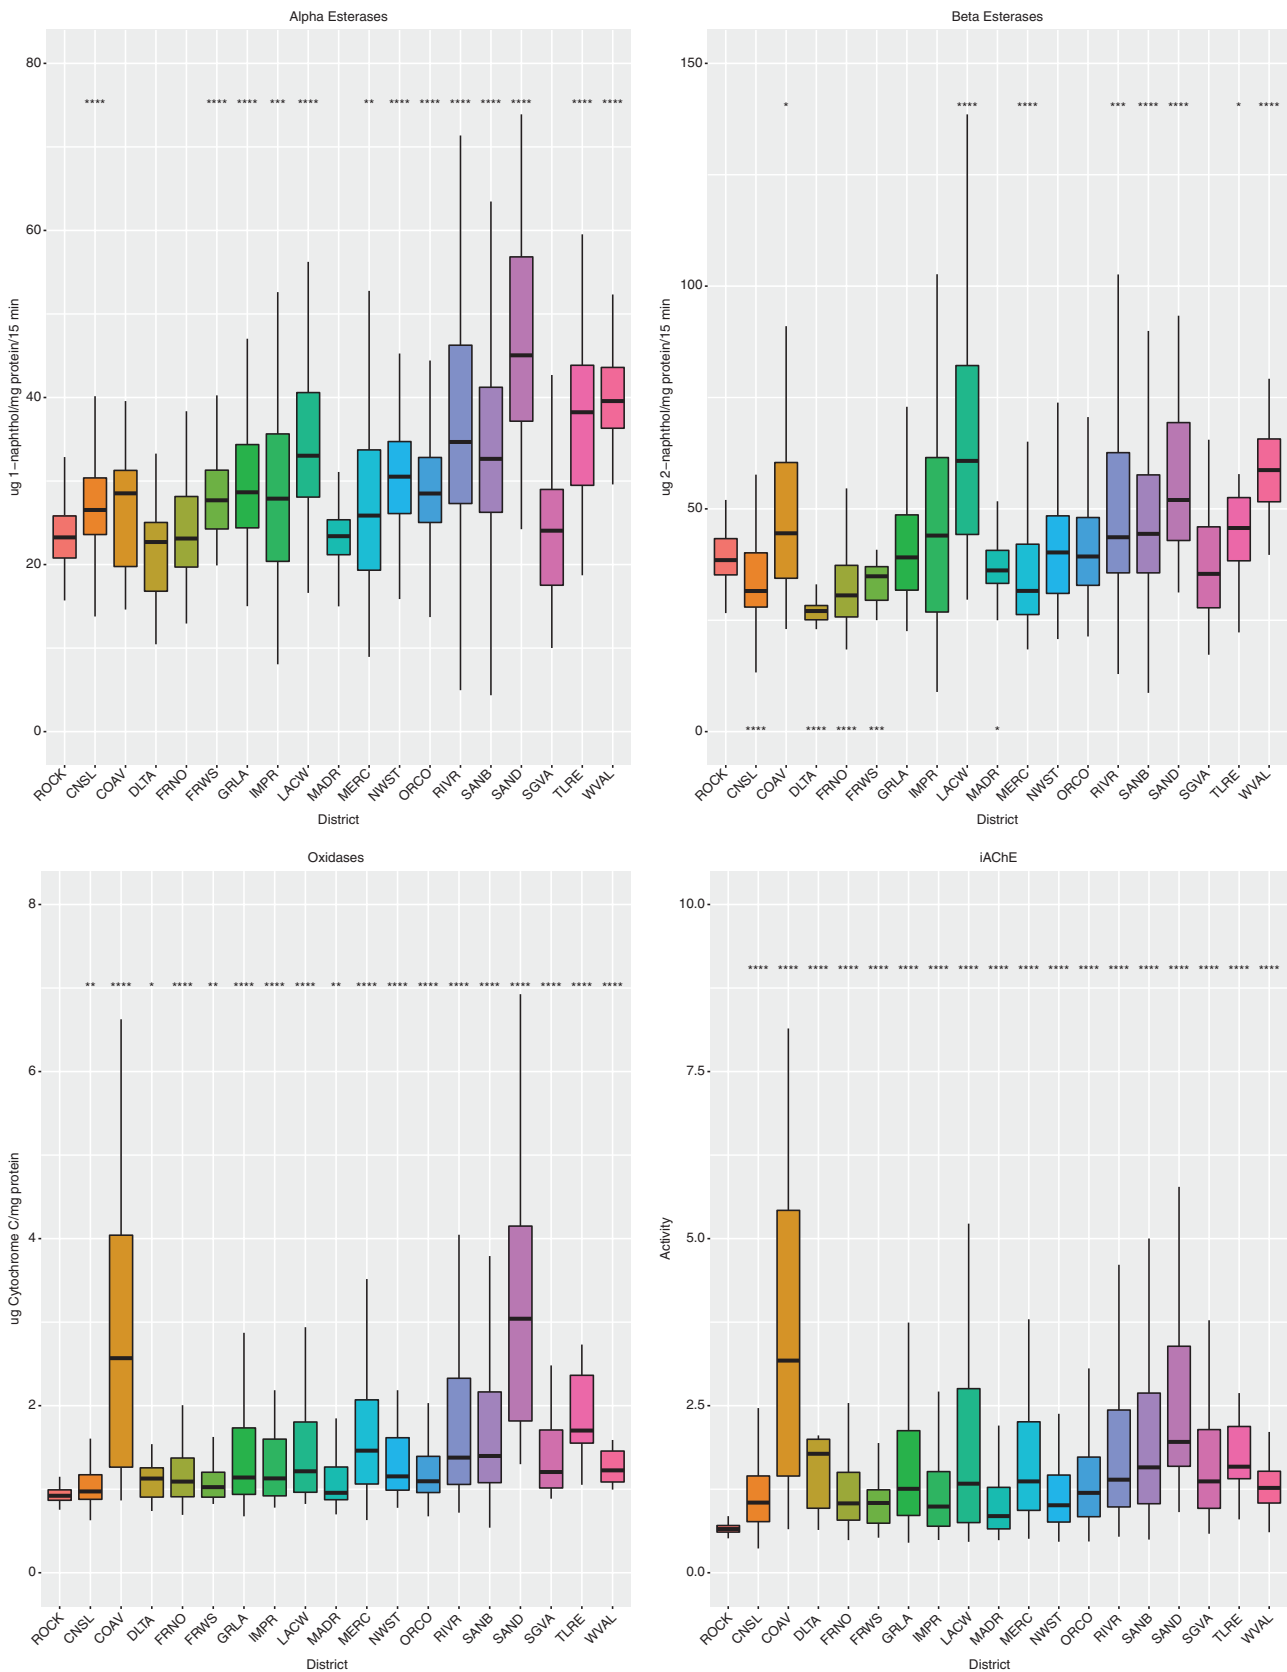 Alpha Esterases
80
60
40
20
0
ug 1−naphthol/mg protein/15 min
**** **** **** *** **** ** **** **** **** **** **** **** ****
ROCK CNSL COAV DLTA FRNO FRWS GRLA IMPR LACW MADR MERC NWST ORCO RIVR SANB SAND SGVA TLRE WVAL
District
Beta Esterases
150
100
50
0
ug 2−naphthol/mg protein/15 min
* **** **** *** **** **** * ****
**** **** **** *** *
ROCK CNSL COAV DLTA FRNO FRWS GRLA IMPR LACW MADR MERC NWST ORCO RIVR SANB SAND SGVA TLRE WVAL
District
Oxidases
8
6
4
2
0
ug Cytochrome C/mg protein
** **** * **** ** **** **** **** ** **** **** **** **** **** **** **** **** ****
ROCK CNSL COAV DLTA FRNO FRWS GRLA IMPR LACW MADR MERC NWST ORCO RIVR SANB SAND SGVA TLRE WVAL
District
iAChE
10.0
7.5
5.0
2.5
0.0
Activity
**** **** **** **** **** **** **** **** **** **** **** **** **** **** **** **** **** ****
ROCK CNSL COAV DLTA FRNO FRWS GRLA IMPR LACW MADR MERC NWST ORCO RIVR SANB SAND SGVA TLRE WVAL
District